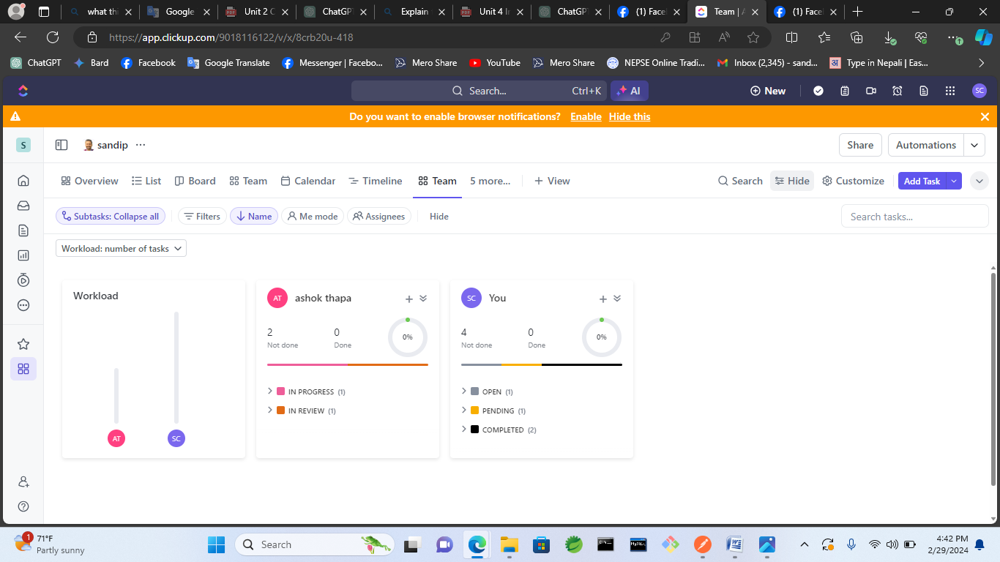 what thi
Google
Unit 2 C
ChatGP
Explain
Unit 4 I
ChatGP
(1) Facel
Team | A
(1) Facel
https://app.clickup.com/9018116122/v/x/8crb20u-418
ChatGPT
Bard
Facebook
Google Translate
Messenger | Facebo...
Mero Share
YouTube
Mero Share
NEPSE Online Tradi...
Inbox (2,345) - sand...
Type in Nepali | Eas...
Search...
Ctrl+K
AI
New
SC
Do you want to enable browser notifications? Enable Hide this
S
sandip
Share
Automations
Overview
List
Board
Team
Calendar
Timeline
Team
5 more...
View
Search
Hide
Customize
Add Task
Subtasks: Collapse all
Filters
Name
Me mode
Assignees
Hide
Search tasks...
Workload: number of tasks
Workload
AT
SC
AT
ashok thapa
2
Not done
0
Done
0%
IN PROGRESS (1)
IN REVIEW (1)
SC
You
4
Not done
0
Done
0%
OPEN (1)
PENDING (1)
COMPLETED (2)
1
71°F
Partly sunny
Search
4:42 PM
2/29/2024